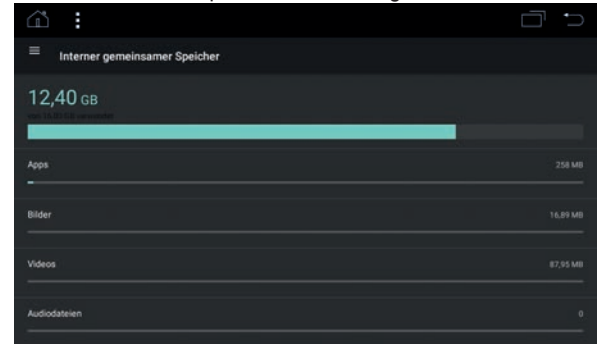 Interner gemeinsamer Speicher
12,40 GB
Apps
258 MB
Bilder
16,89 MB
Videos
87,95 MB
Audiodateien
0